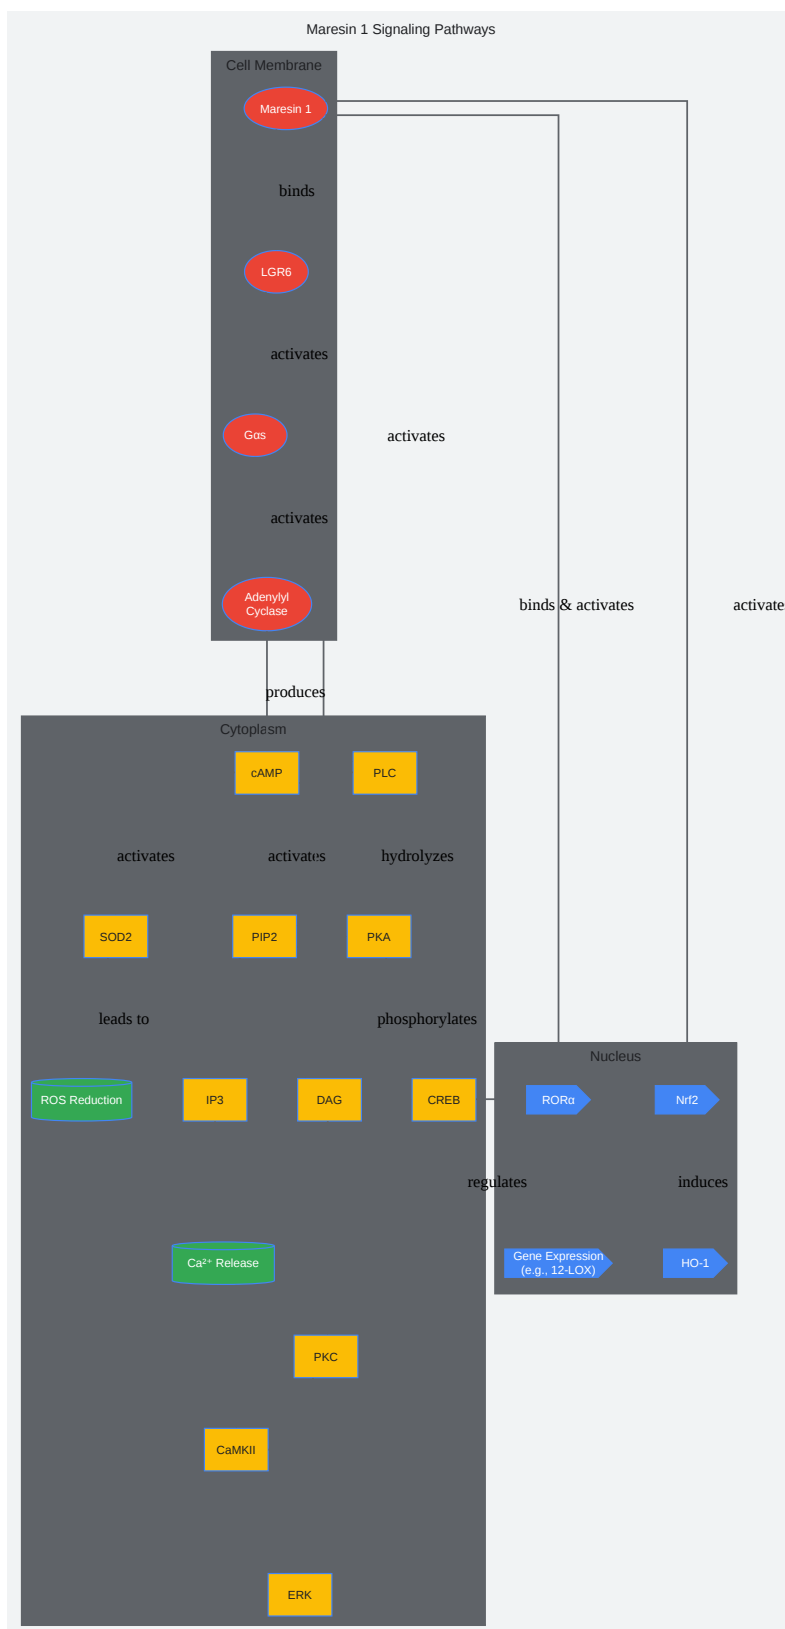 Maresin 1 Signaling Pathways
Cell Membrane
Maresin 1
binds
LGR6
activates
Gαs
activates
activates
Adenylyl
Cyclase
binds & activates
activates
produces
Cytoplasm
cAMP
PLC
activates
activates
hydrolyzes
SOD2
PIP2
PKA
leads to
phosphorylates
Nucleus
ROS Reduction
IP3
DAG
CREB
RORα
Nrf2
regulates
induces
Ca²⁺ Release
Gene Expression
(e.g., 12-LOX)
HO-1
PKC
CaMKII
ERK